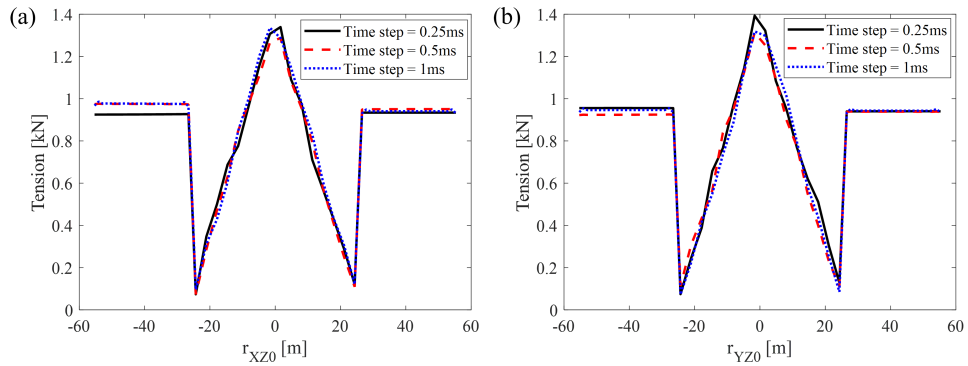 (a)
Tension [kN]
1.4
1.2
1
0.8
0.6
0.4
0.2
0
-60
-40
-20
0
20
40
60
r_XZ0 [m]
Time step = 0.25ms
Time step = 0.5ms
Time step = 1ms
(b)
Tension [kN]
1.4
1.2
1
0.8
0.6
0.4
0.2
0
-60
-40
-20
0
20
40
60
r_YZ0 [m]
Time step = 0.25ms
Time step = 0.5ms
Time step = 1ms